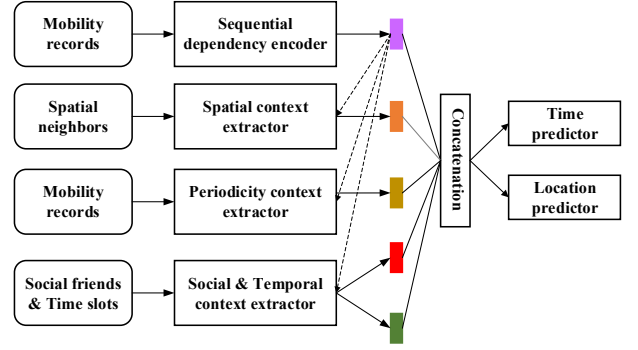 Mobility
records
Sequential
dependency encoder
Spatial
neighbors
Spatial context
extractor
Mobility
records
Periodicity context
extractor
Social friends
& Time slots
Social & Temporal
context extractor
Concatenation
Time
predictor
Location
predictor